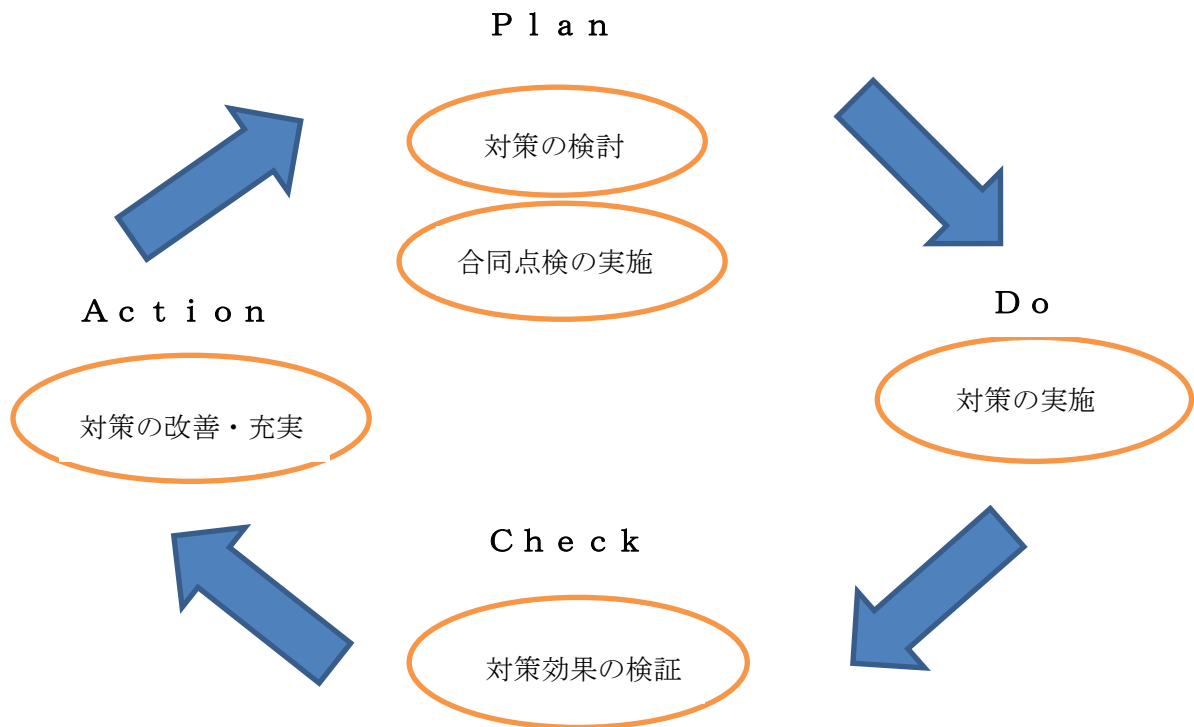 Ｐｌａｎ
対策の検討
合同点検の実施
Ａｃｔｉｏｎ
Ｄｏ
対策の改善・充実
対策の実施
Ｃｈｅｃｋ
対策効果の検証